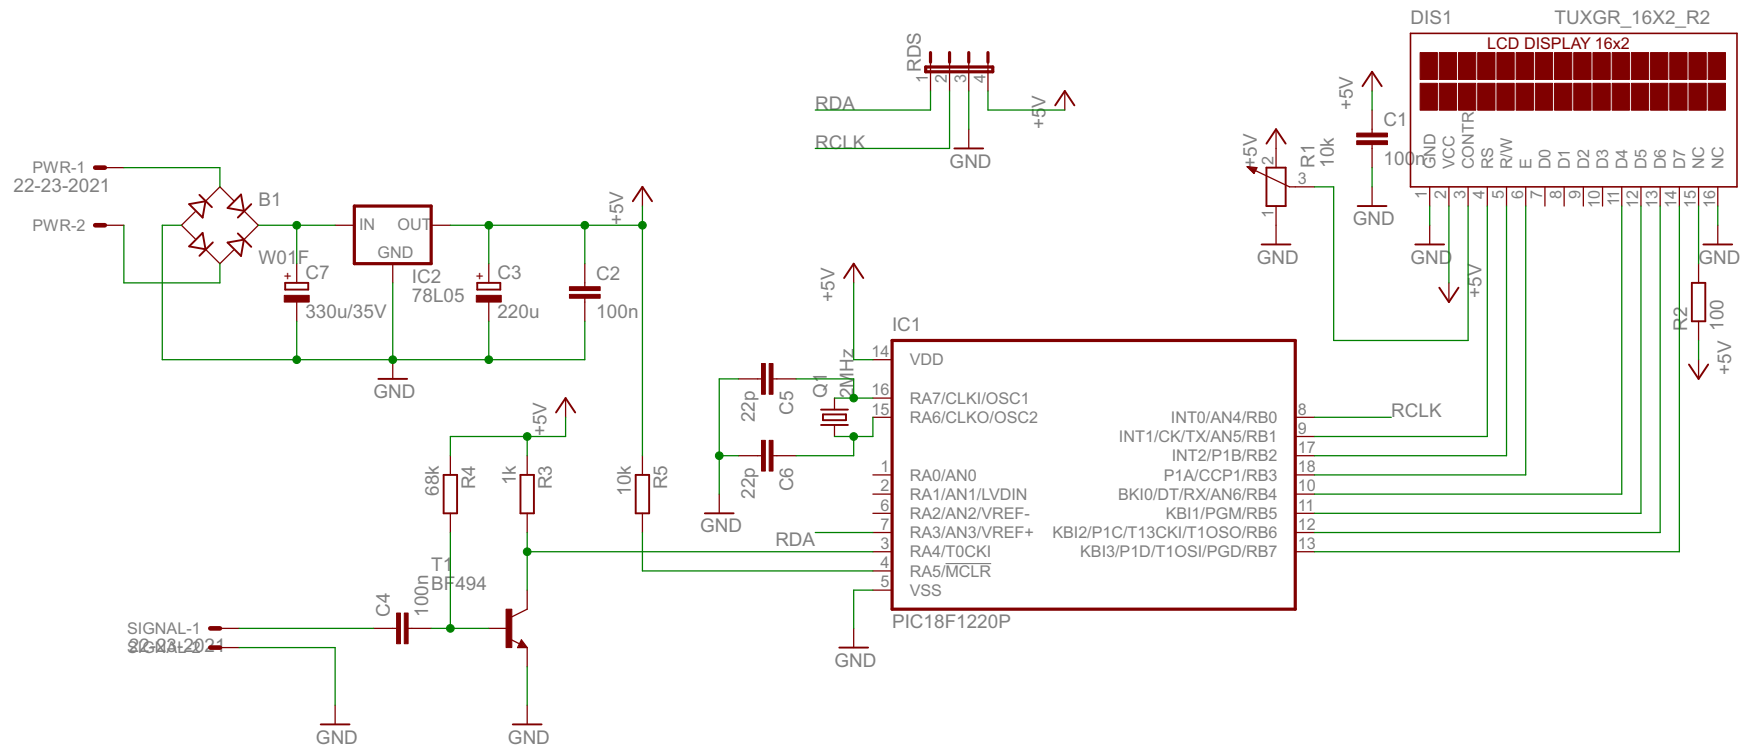 DIS1
TUXGR_16X2_R2
LCD DISPLAY 16x2
GND
VCC
CONTR
RS
R/W
E
D0
D1
D2
D3
D4
D5
D6
D7
NC
NC
1
2
3
4
5
6
7
8
9
10
11
12
13
14
15
16
GND
+5V
GND
R2
100
+5V
+5V
C1
100n
GND
+5V
R1
10k
2
3
1
GND
RDS
1
2
3
4
RDA
RCLK
GND
+5V
PWR-1
22-23-2021
PWR-2
B1
W01F
+
C7
330u/35V
IN
OUT
GND
IC2
78L05
+
C3
220u
C2
100n
+5V
GND
+5V
68k
R4
1k
R3
10k
R5
T1
BF494
C4
100n
SIGNAL-1
22-23-2021
SIGNAL-2
GND
GND
+5V
22p
C5
22p
C6
Q1
2MHz
GND
RDA
GND
IC1
14 VDD
16 RA7/CLKI/OSC1
15 RA6/CLKO/OSC2
1 RA0/AN0
2 RA1/AN1/LVDIN
6 RA2/AN2/VREF-
7 RA3/AN3/VREF+
3 RA4/T0CKI
4 RA5/MCLR
5 VSS
INT0/AN4/RB0 8 RCLK
INT1/CK/TX/AN5/RB1 9
INT2/P1B/RB2 17
P1A/CCP1/RB3 18
BKI0/DT/RX/AN6/RB4 10
KBI1/PGM/RB5 11
KBI2/P1C/T13CKI/T1OSO/RB6 12
KBI3/P1D/T1OSI/PGD/RB7 13
PIC18F1220P